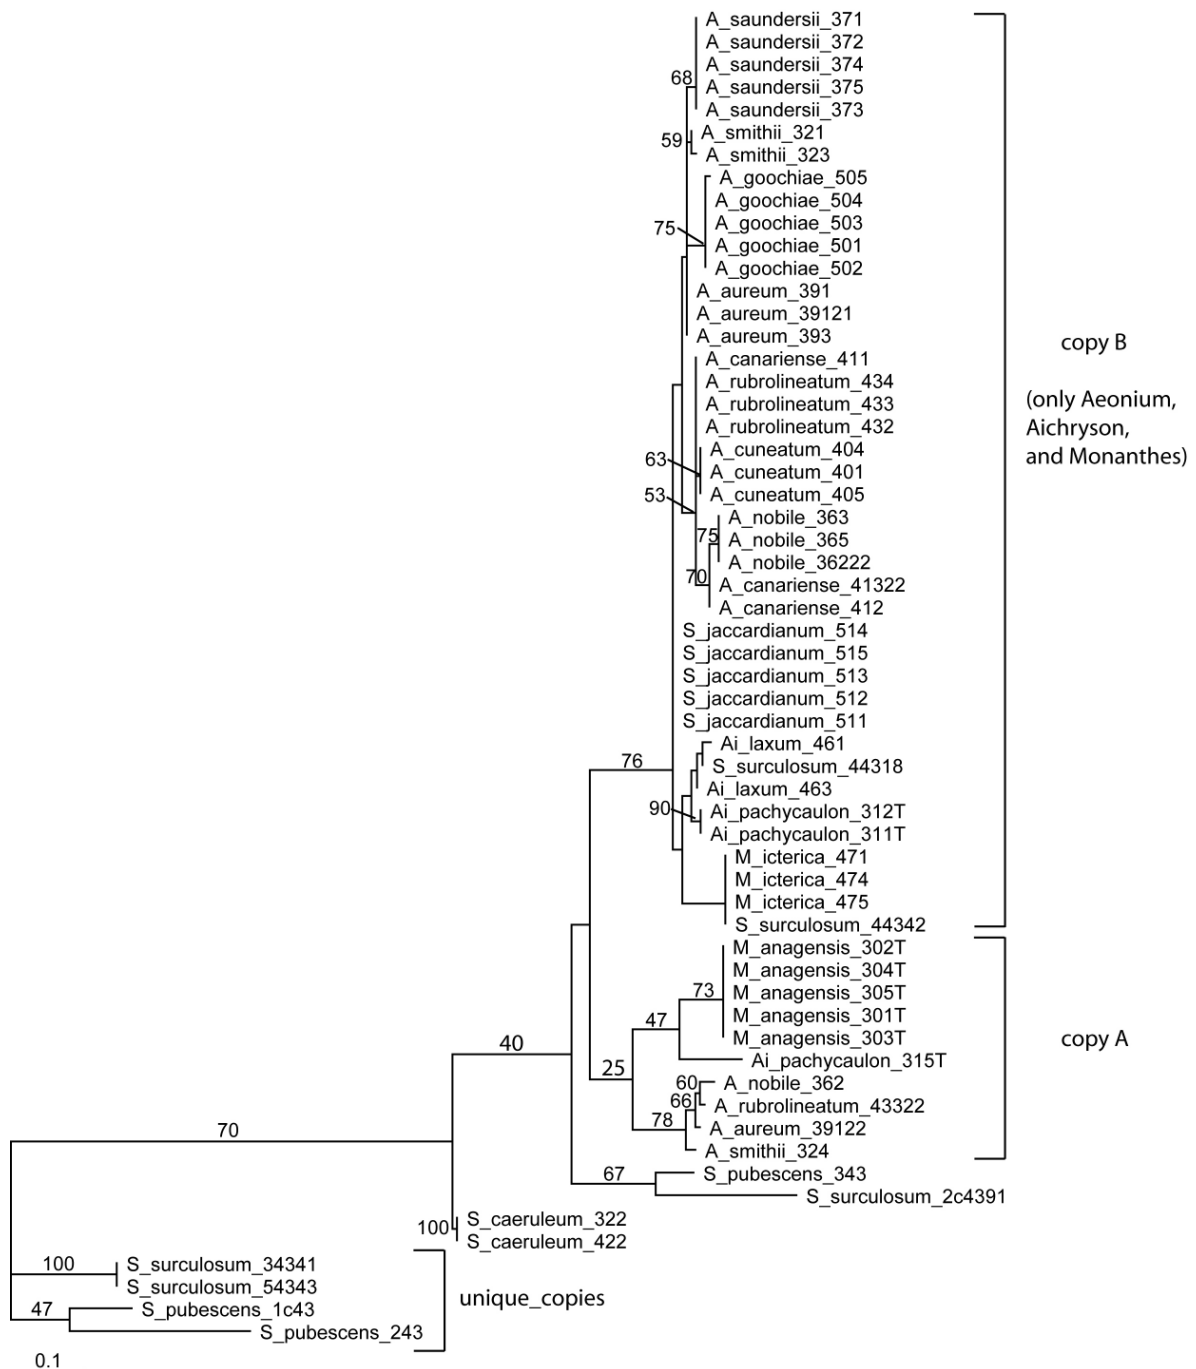 A_saundersii_371
A_saundersii_372
A_saundersii_374
A_saundersii_375
68
A_saundersii_373
A_smithii_321
59
A_smithii_323
A_goochiae_505
A_goochiae_504
A_goochiae_503
75
A_goochiae_501
A_goochiae_502
A_aureum_391
A_aureum_39121
A_aureum_393
copy B
A_canariense_411
A_rubrolineatum_434
(only Aeonium,
A_rubrolineatum_433
Aichryson,
A_rubrolineatum_432
and Monanthes)
A_cuneatum_404
63
A_cuneatum_401
53
A_cuneatum_405
A_nobile_363
75
A_nobile_365
A_nobile_36222
70
A_canariense_41322
A_canariense_412
S_jaccardianum_514
S_jaccardianum_515
S_jaccardianum_513
S_jaccardianum_512
S_jaccardianum_511
Ai_laxum_461
76
S_surculosum_44318
Ai_laxum_463
90
Ai_pachycaulon_312T
Ai_pachycaulon_311T
M_icterica_471
M_icterica_474
M_icterica_475
S_surculosum_44342
M_anagensis_302T
M_anagensis_304T
73
M_anagensis_305T
47
M_anagensis_301T
M_anagensis_303T
copy A
40
Ai_pachycaulon_315T
25
60
A_nobile_362
66
A_rubrolineatum_43322
78
A_aureum_39122
70
A_smithii_324
67
S_pubescens_343
S_surculosum_2c4391
100
S_caeruleum_322
S_caeruleum_422
100
S_surculosum_34341
S_surculosum_54343
unique_copies
47
S_pubescens_1c43
S_pubescens_243
0.1